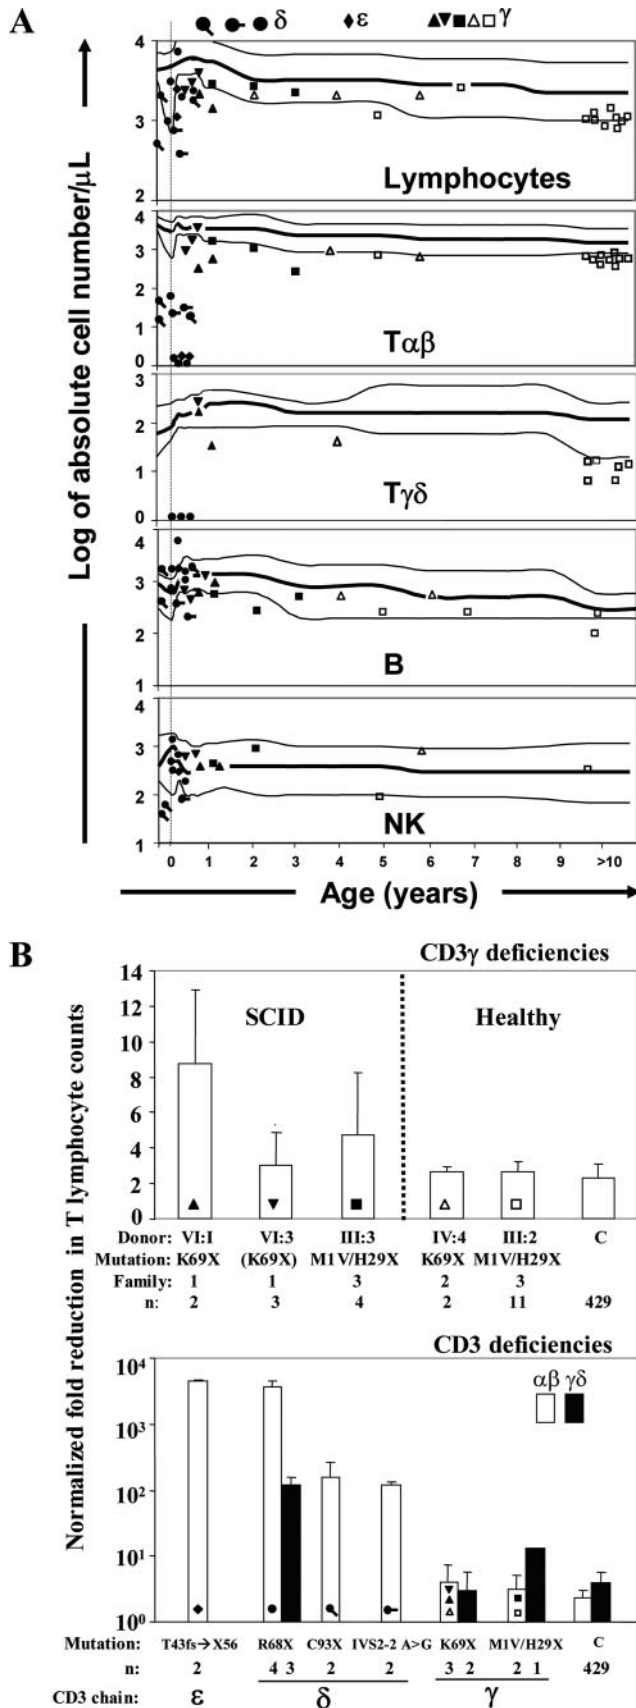 A
δ ε γ
Log of absolute cell number/μL
4
3
2
Lymphocytes
4
3
2
1
0
Tαβ
3
2
1
0
Tγδ
4
3
2
1
B
4
3
2
1
NK
0 1 2 3 4 5 6 7 8 9 >10
Age (years)
B
CD3γ deficiencies
Normalized fold reduction in T lymphocyte counts
14
12
10
8
6
4
2
0
SCID Healthy
Donor: VI:I VI:3 III:3 IV:4 III:2 C
Mutation: K69X (K69X) M1V/H29X K69X M1V/H29X
Family: 1 1 3 2 3
n: 2 3 4 2 11 429
CD3 deficiencies
αβ γδ
10⁴
10³
10²
10¹
10⁰
Mutation: T43fs→X56 R68X C93X IVS2-2 A>G K69X M1V/H29X C
n: 2 4 3 2 2 3 2 2 1 429
CD3 chain: ε δ γ